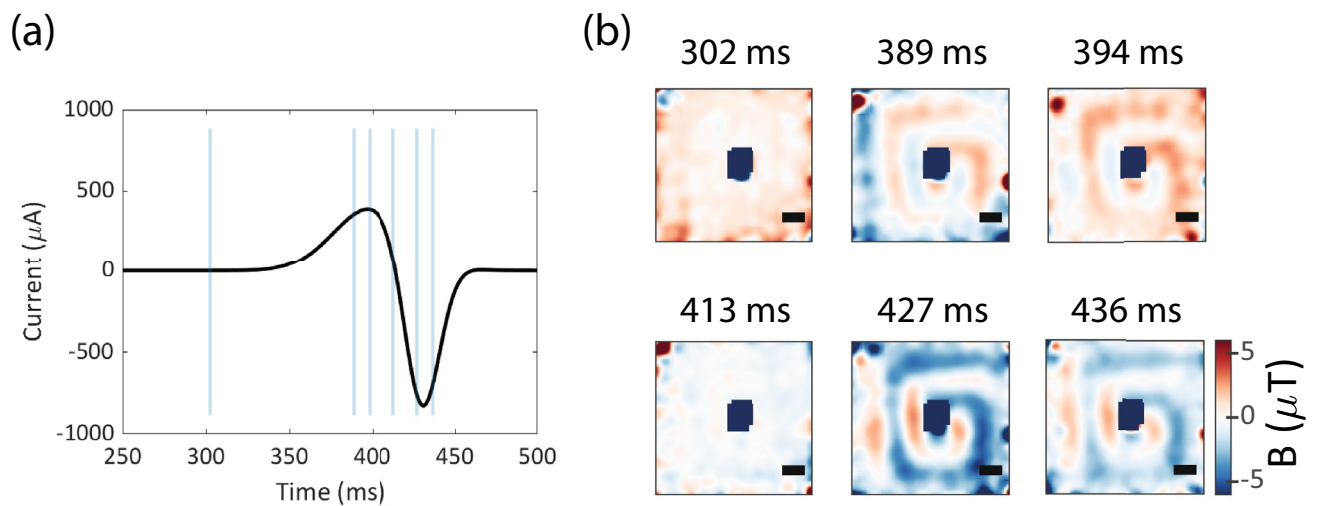 (a)
(b)
302 ms
389 ms
394 ms
1000
500
0
-500
-1000
Current (μA)
250
300
350
400
450
500
Time (ms)
413 ms
427 ms
436 ms
5
0
-5
B (μT)